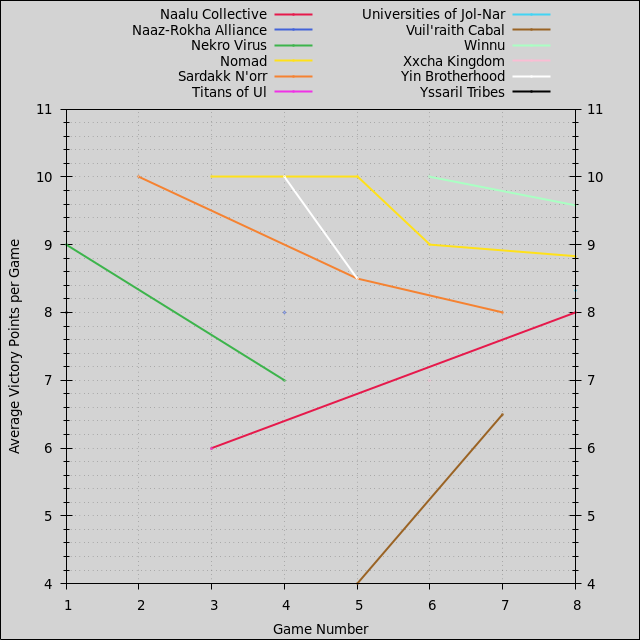 Naalu Collective
Naaz-Rokha Alliance
Nekro Virus
Nomad
Sardakk N'orr
Titans of Ul
Universities of Jol-Nar
Vuil'raith Cabal
Winnu
Xxcha Kingdom
Yin Brotherhood
Yssaril Tribes
11 11
10 10
9 9
8 8
7 7
6 6
5 5
4 4
1 2 3 4 5 6 7 8
Average Victory Points per Game
Game Number